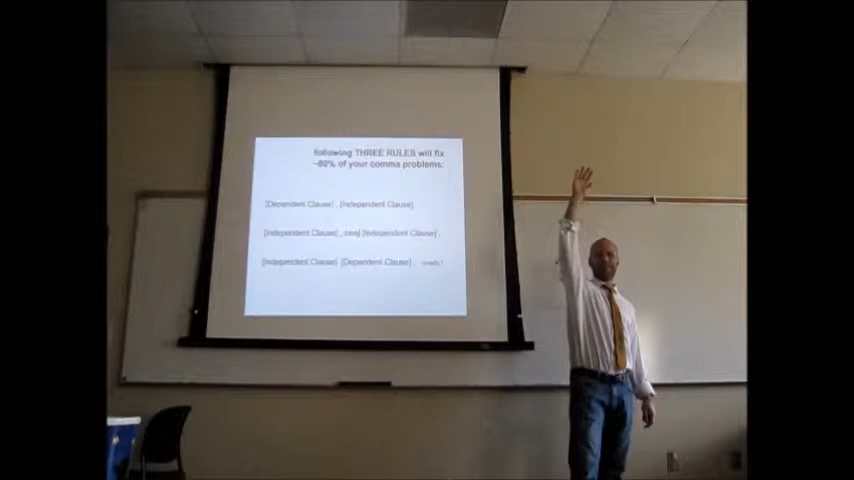 following THREE RULES will fix
~80% of your comma problems:
[Dependent Clause] , [Independent Clause].
[Independent Clause] , conj [Independent Clause] .
[Independent Clause] [Dependent Clause] .